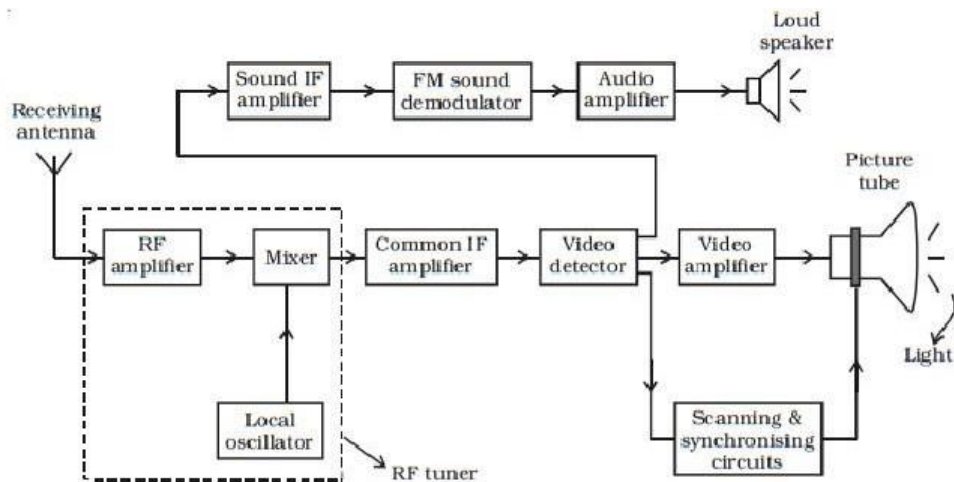 Loud
speaker
Sound IF
amplifier
FM sound
demodulator
Audio
amplifier
Receiving
antenna
Picture
tube
RF
amplifier
Mixer
Common IF
amplifier
Video
detector
Video
amplifier
Light
Local
oscillator
Scanning &
synchronising
circuits
RF tuner